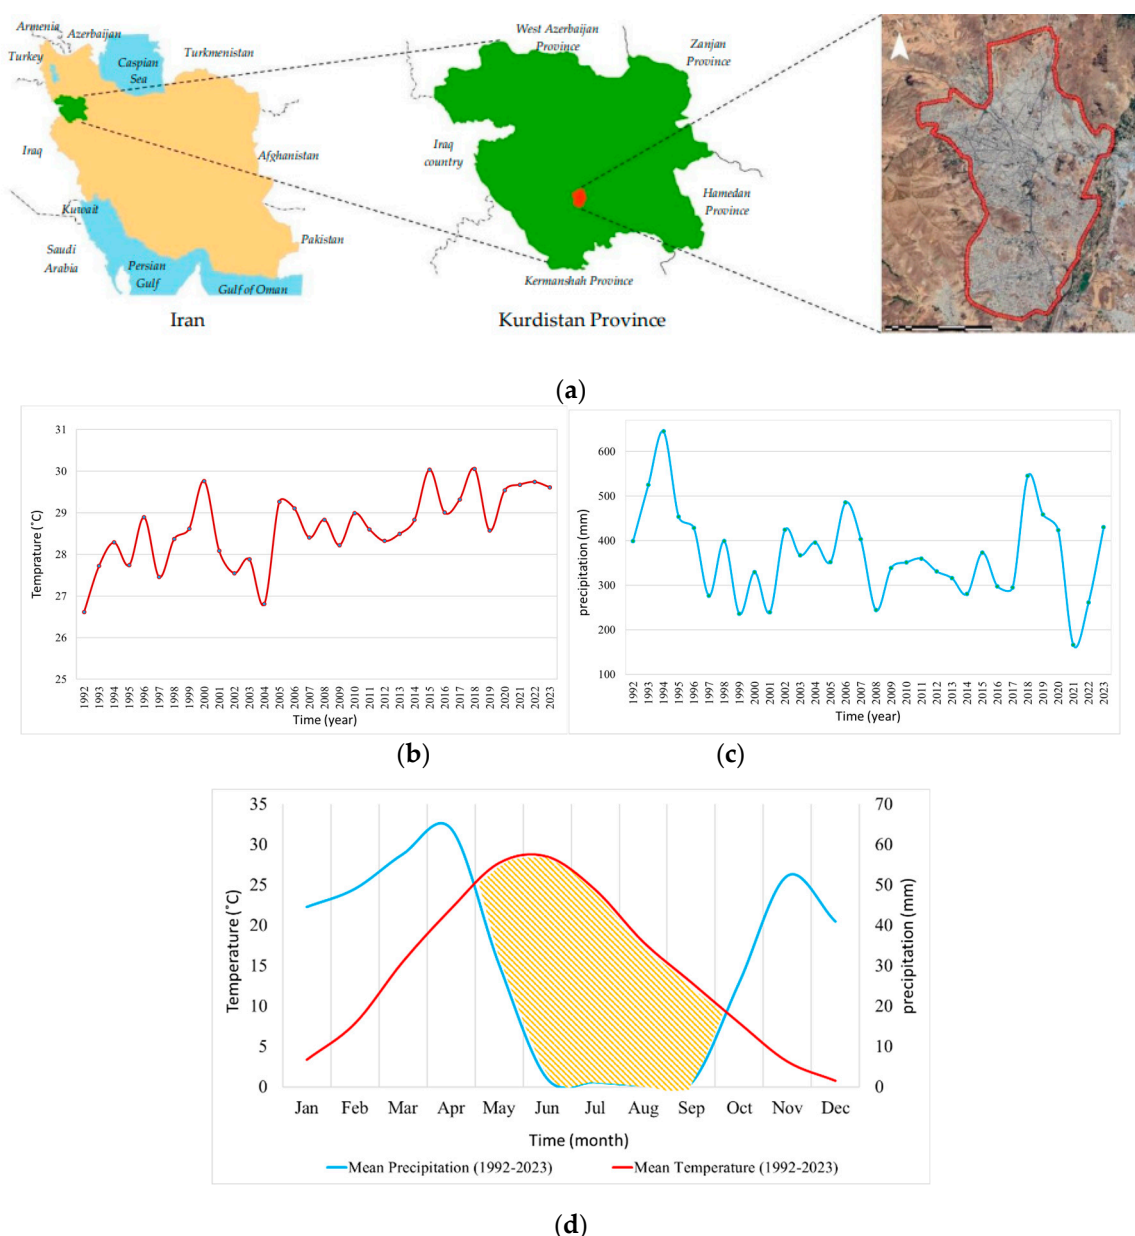 Armenia
Azerbaijan
Turkey
Caspian
Sea
Turkmenistan
Iraq
Afghanistan
Kuwait
Saudi
Arabia
Persian
Gulf
Gulf of Oman
Pakistan
Iran
West Azerbaijan
Province
Zanjan
Province
Iraq
country
Hamedan
Province
Kermanshah Province
Kurdistan Province
(a)
Temprature (˚C)
31
30
29
28
27
26
25
1992 1993 1994 1995 1996 1997 1998 1999 2000 2001 2002 2003 2004 2005 2006 2007 2008 2009 2010 2011 2012 2013 2014 2015 2016 2017 2018 2019 2020 2021 2022 2023
Time (year)
(b)
precipitation (mm)
600
500
400
300
200
100
1992 1993 1994 1995 1996 1997 1998 1999 2000 2001 2002 2003 2004 2005 2006 2007 2008 2009 2010 2011 2012 2013 2014 2015 2016 2017 2018 2019 2020 2021 2022 2023
Time (year)
(c)
Temperature (˚C)
35
30
25
20
15
10
5
0
70
60
50
40
30
20
10
0
precipitation (mm)
Jan Feb Mar Apr May Jun Jul Aug Sep Oct Nov Dec
Time (month)
Mean Precipitation (1992-2023) Mean Temperature (1992-2023)
(d)